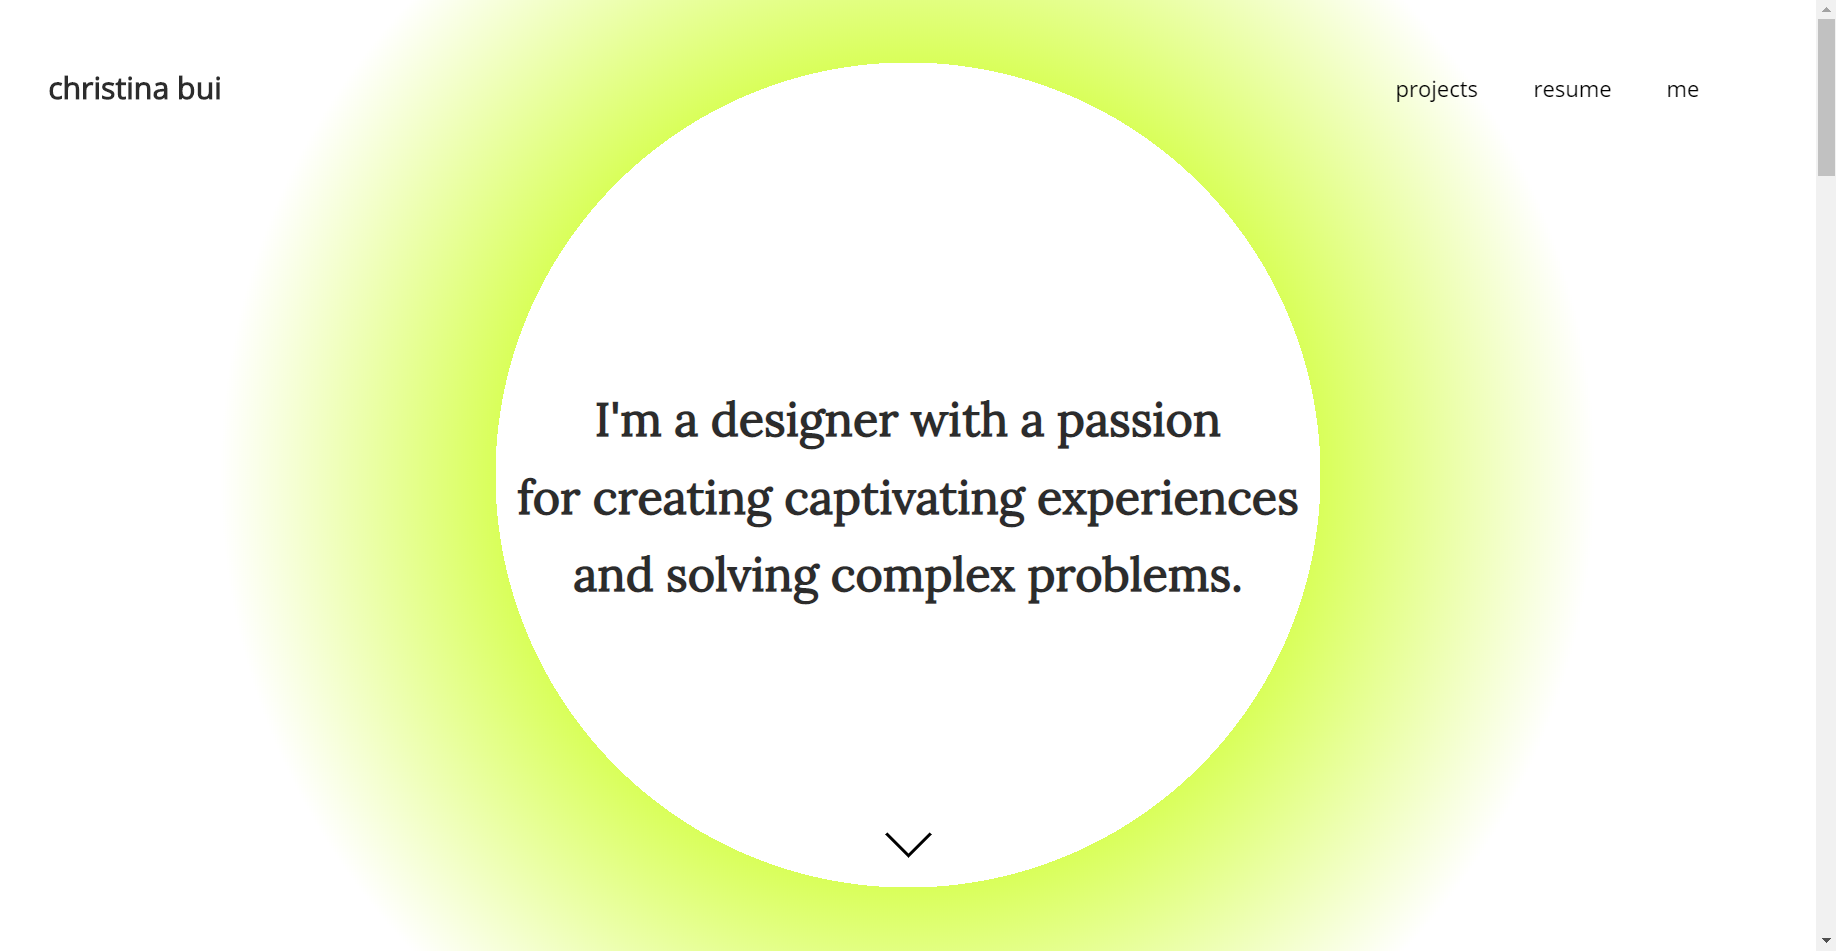 christina bui
projects resume me
I'm a designer with a passion
for creating captivating experiences
and solving complex problems.